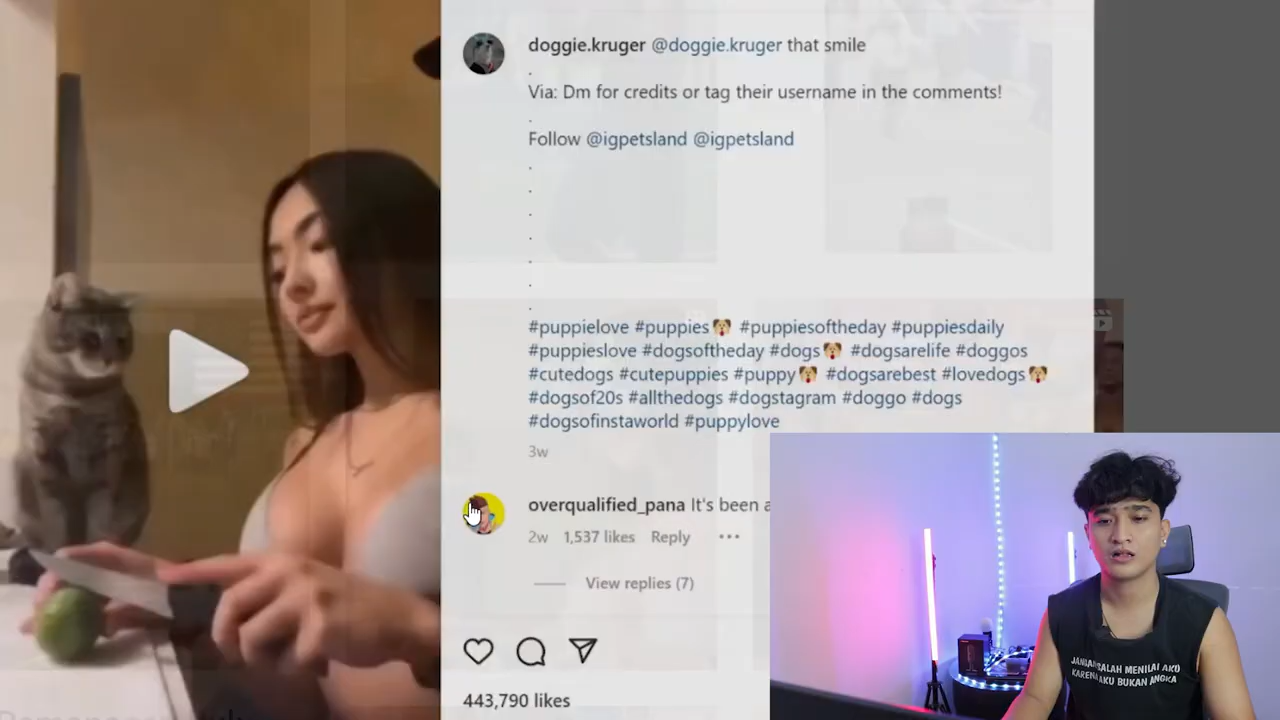 doggie.kruger @doggie.kruger that smile
.
Via: Dm for credits or tag their username in the comments!
.
Follow @igpetsland @igpetsland
.
.
.
.
.
.
.
#puppielove #puppies🐶 #puppiesoftheday #puppiesdaily
#puppieslove #dogsoftheday #dogs🐶 #dogsarelife #doggos
#cutedogs #cutepuppies #puppy🐶 #dogsarebest #lovedogs🐶
#dogsof20s #allthedogs #dogstagram #doggo #dogs
#dogsofinstaworld #puppylove
3w
overqualified_pana It's been a
2w 1,537 likes Reply •••
View replies (7)
443,790 likes
JANGAN SALAH MENILAI AKU
KARENA AKU BUKAN ANGKA